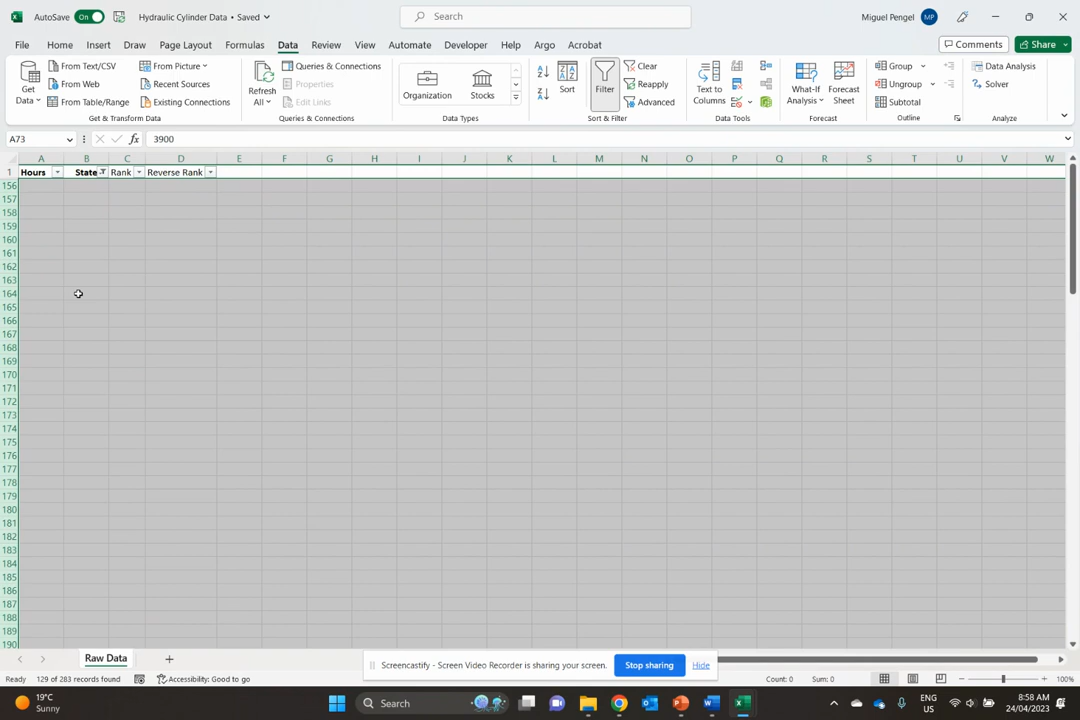 AutoSave On Hydraulic Cylinder Data • Saved Search Miguel Pengel MP
File Home Insert Draw Page Layout Formulas Data Review View Automate Developer Help Argo Acrobat Comments Share
Get Data From Text/CSV From Picture Refresh All Queries & Connections Organization Stocks Sort Filter Clear Text to Columns What-If Analysis Forecast Sheet Group Data Analysis
From Web Recent Sources Properties Reapply Ungroup Solver
From Table/Range Existing Connections Edit Links Advanced Subtotal
Get & Transform Data Queries & Connections Data Types Sort & Filter Data Tools Forecast Outline Analyze
A73 fx 3900
A B C D E F G H I J K L M N O P Q R S T U V W
1 Hours State Rank Reverse Rank
156
157
158
159
160
161
162
163
164
165
166
167
168
169
170
171
172
173
174
175
176
177
178
179
180
181
182
183
184
185
186
187
188
189
190
Raw Data
Screencastify - Screen Video Recorder is sharing your screen. Stop sharing Hide
Ready 129 of 283 records found Accessibility: Good to go Count: 0 Sum: 0 100%
19°C Sunny Search ENG US 8:58 AM 24/04/2023